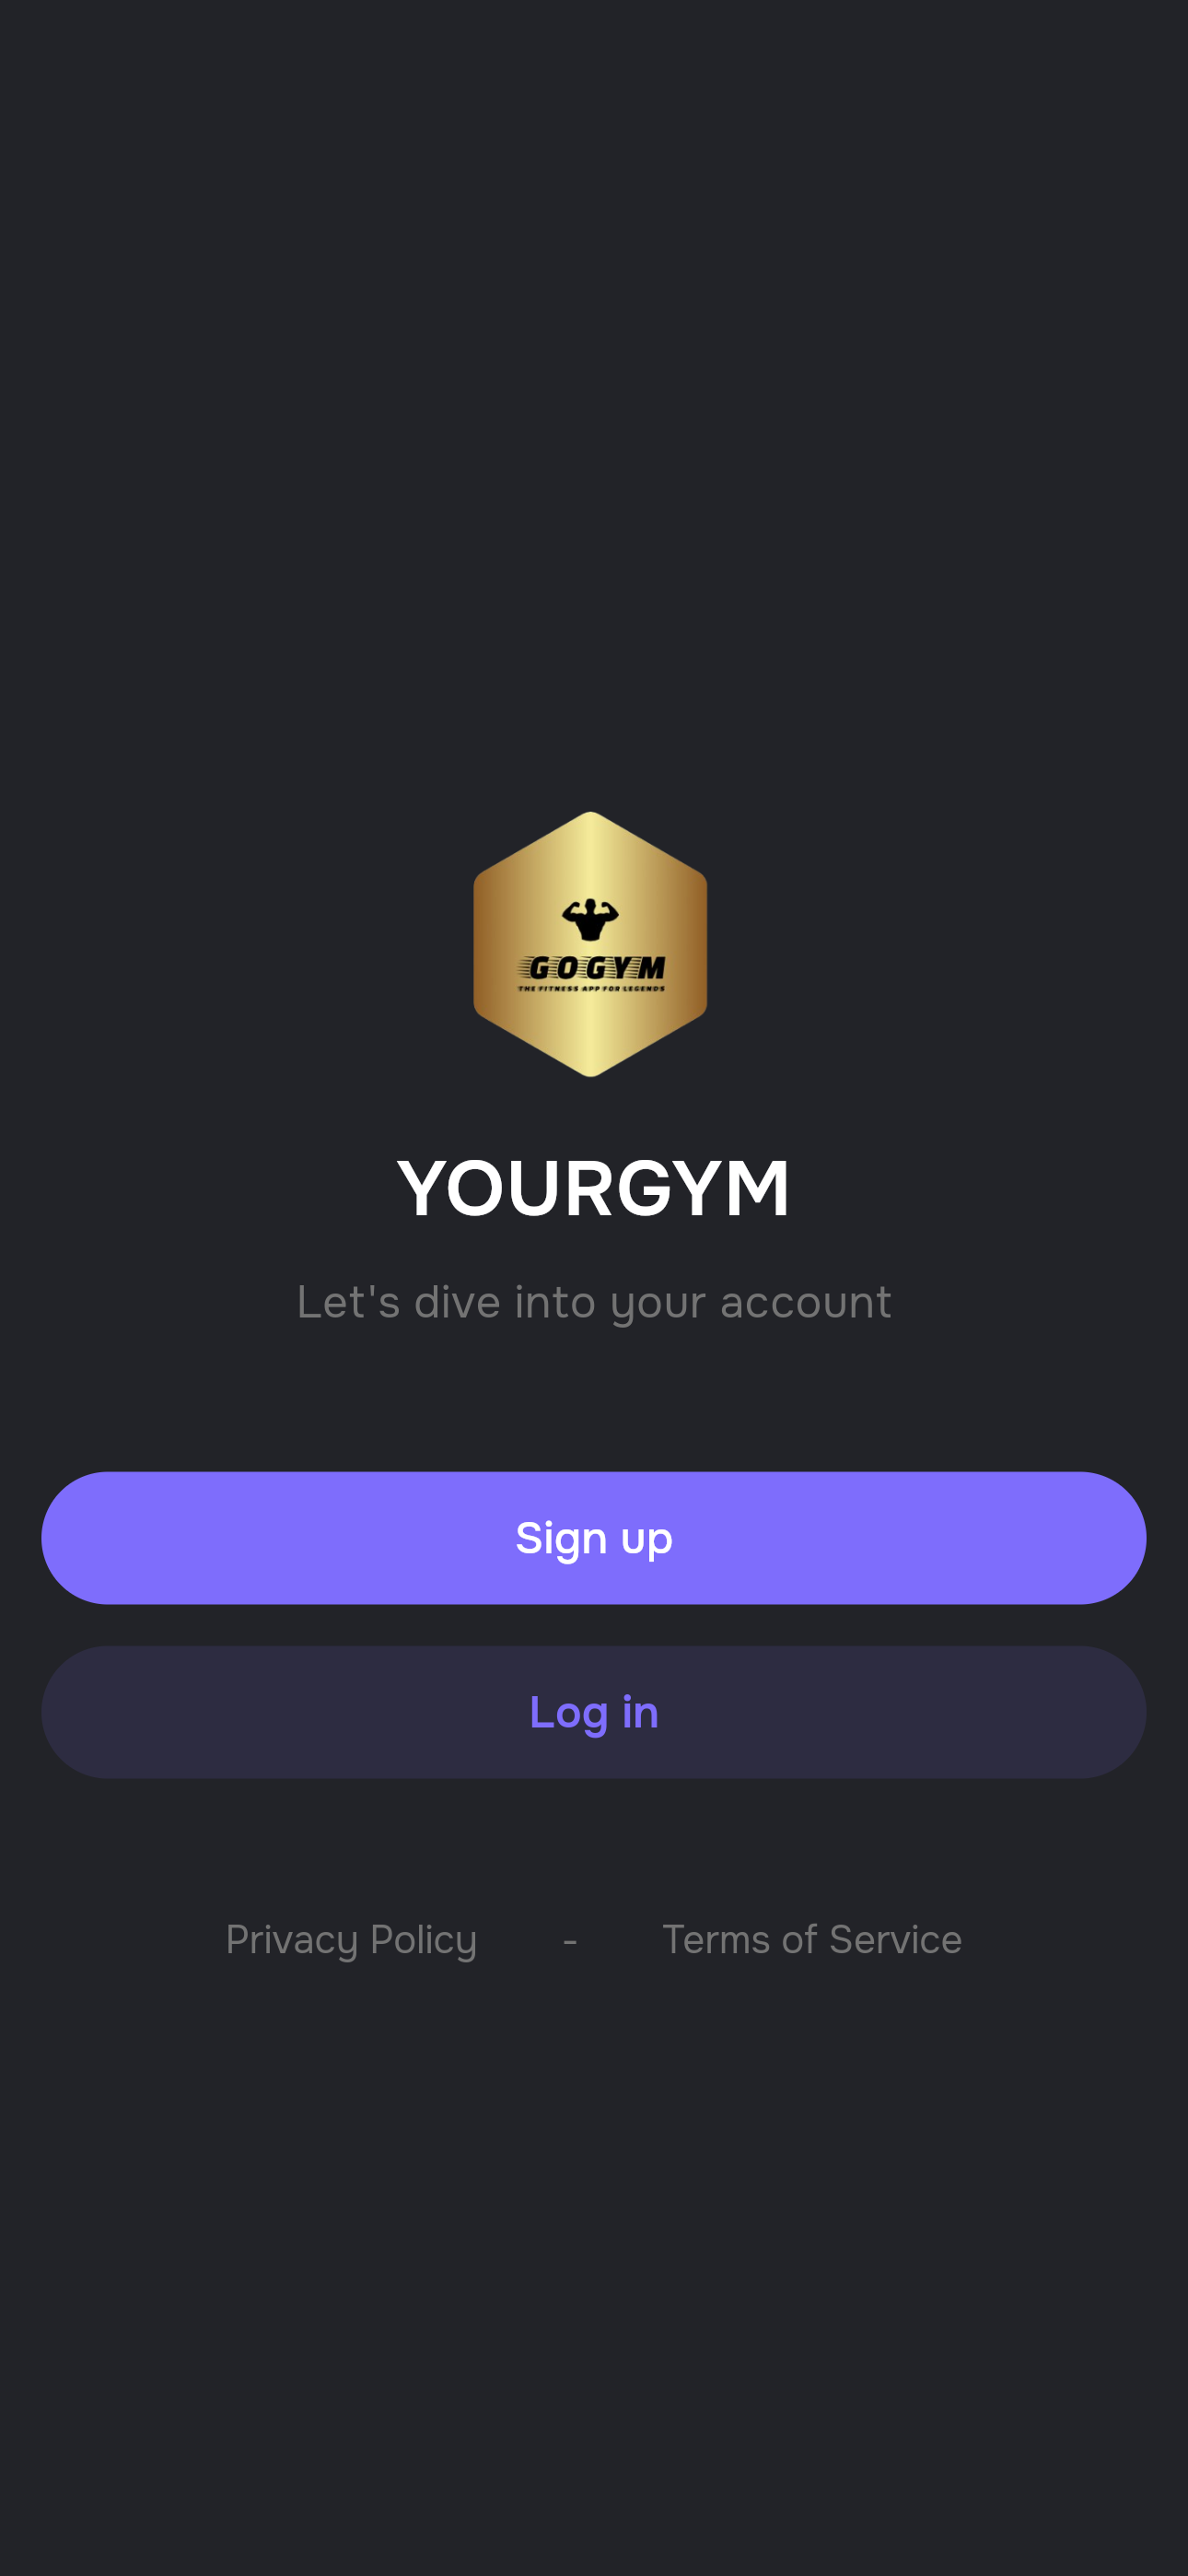 GOGYM
THE FITNESS APP FOR LEGENDS
YOURGYM
Let's dive into your account
Sign up
Log in
Privacy Policy - Terms of Service